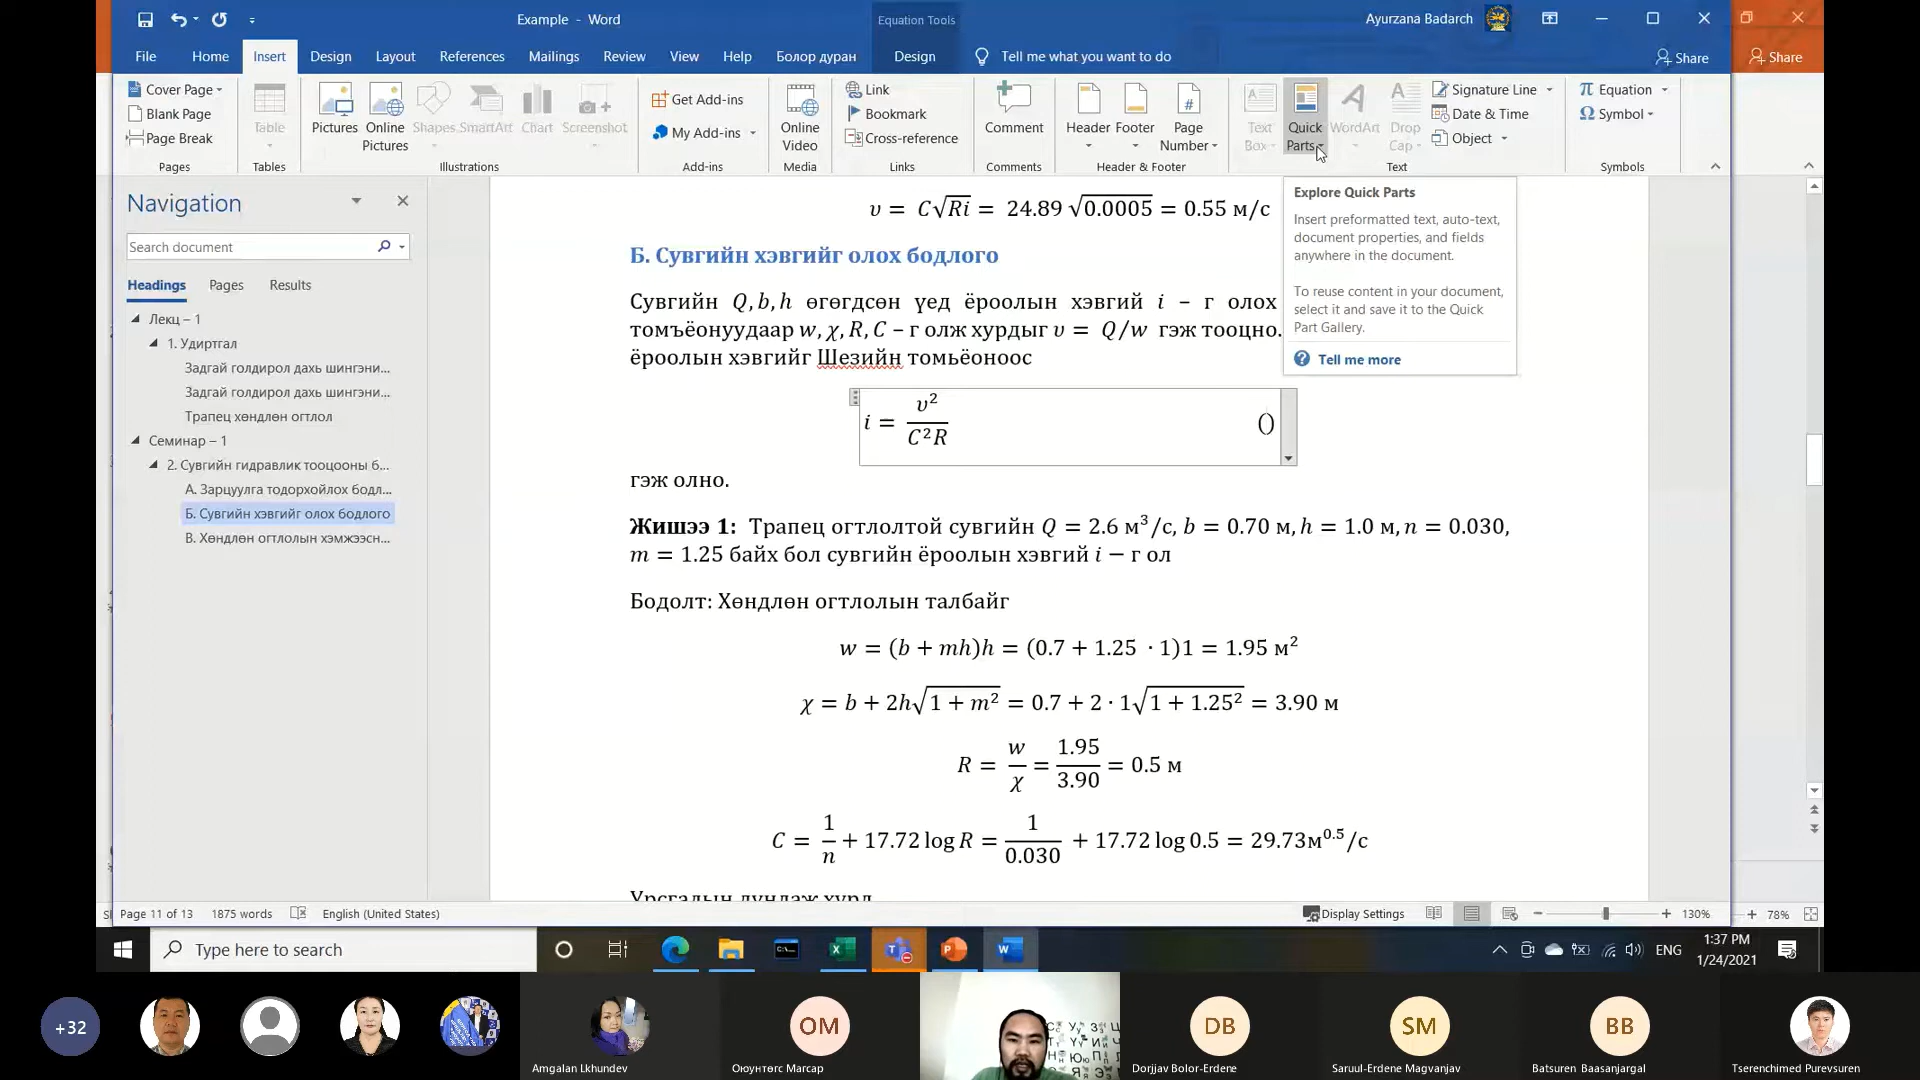 Example - Word
Equation Tools
Ayurzana Badarch
File Home Insert Design Layout References Mailings Review View Help Болор дуран Design Tell me what you want to do Share Share
Cover Page
Blank Page
Page Break
Pages
Table
Tables
Pictures Online Pictures Shapes SmartArt Chart Screenshot
Illustrations
Get Add-ins
My Add-ins
Add-ins
Online Video
Media
Link
Bookmark
Cross-reference
Links
Comment
Comments
Header Footer Page Number
Header & Footer
Text Box Quick Parts WordArt Drop Cap
Signature Line
Date & Time
Object
Text
Equation
Symbol
Symbols
Navigation
Search document
Headings Pages Results
Лекц – 1
1. Удиртгал
Задгай голдирол дахь шингэни...
Задгай голдирол дахь шингэни...
Трапец хөндлөн огтлол
Семинар – 1
2. Сувгийн гидравлик тооцооны б...
А. Зарцуулга тодорхойлох бодл...
Б. Сувгийн хэвгийг олох бодлого
В. Хөндлөн огтлолын хэмжээсн...
υ = C√Ri = 24.89 √0.0005 = 0.55 м/с
Б. Сувгийн хэвгийг олох бодлого
Сувгийн Q, b, h өгөгдсөн үед ёроолын хэвгий i – г олох
томъёонуудаар w, χ, R, C – г олж хурдыг υ = Q/w гэж тооцно.
ёроолын хэвгийг Шезийн томьёоноос
i = υ²/C²R ()
гэж олно.
Жишээ 1: Трапец огтлолтой сувгийн Q = 2.6 м³/с, b = 0.70 м, h = 1.0 м, n = 0.030,
m = 1.25 байх бол сувгийн ёроолын хэвгий i − г ол
Бодолт: Хөндлөн огтлолын талбайг
w = (b + mh)h = (0.7 + 1.25 · 1)1 = 1.95 м²
χ = b + 2h√1 + m² = 0.7 + 2 · 1√1 + 1.25² = 3.90 м
R = w/χ = 1.95/3.90 = 0.5 м
C = 1/n + 17.72 log R = 1/0.030 + 17.72 log 0.5 = 29.73м⁰·⁵/с
Урсгалын дундаж хурд
Explore Quick Parts
Insert preformatted text, auto-text,
document properties, and fields
anywhere in the document.
To reuse content in your document,
select it and save it to the Quick
Part Gallery.
Tell me more
Page 11 of 13 1875 words English (United States) Display Settings 130% 78%
Type here to search
ENG
1:37 PM
1/24/2021
+32
OM DB SM BB
Amgalan Lkhundev Оюунтөгс Магсар Dorjjav Bolor-Erdene Saruul-Erdene Magvanjav Batsuren Baasanjargal Tserenchimed Purevsuren